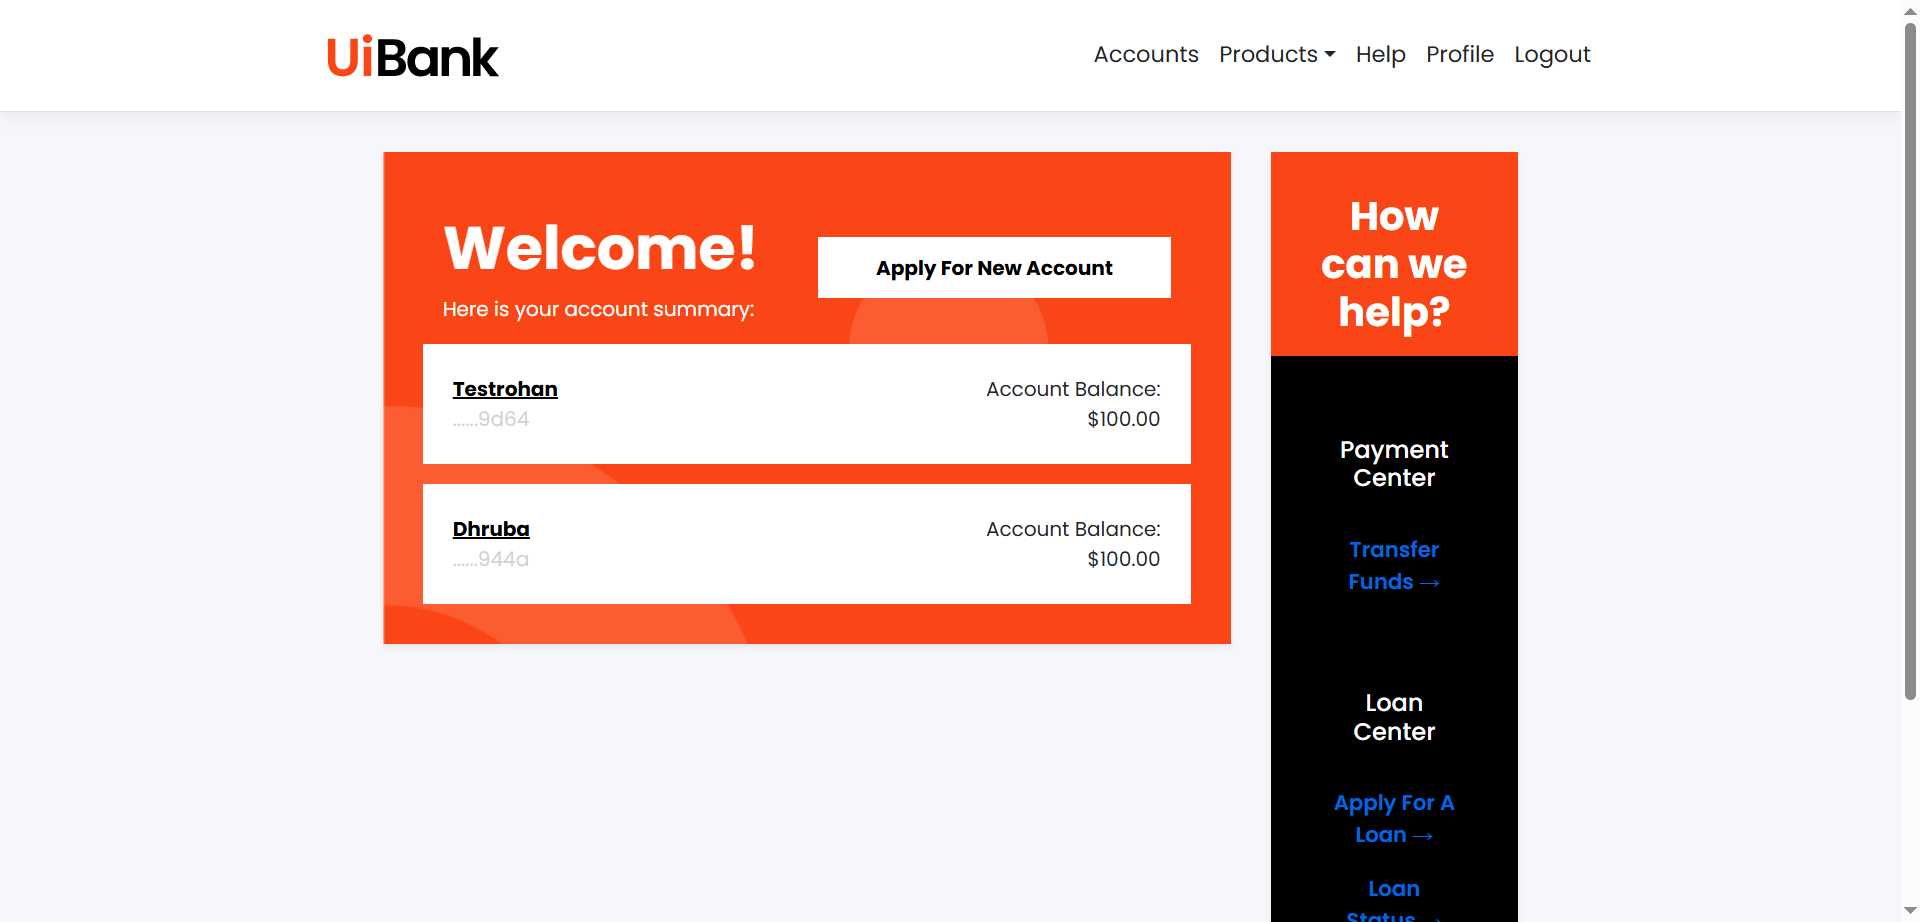 UiBank
Accounts Products Help Profile Logout
Welcome!
Apply For New Account
Here is your account summary:
Testrohan
......9d64
Account Balance:
$100.00
Dhruba
......944a
Account Balance:
$100.00
How
can we
help?
Payment
Center
Transfer
Funds →
Loan
Center
Apply For A
Loan →
Loan
Status →